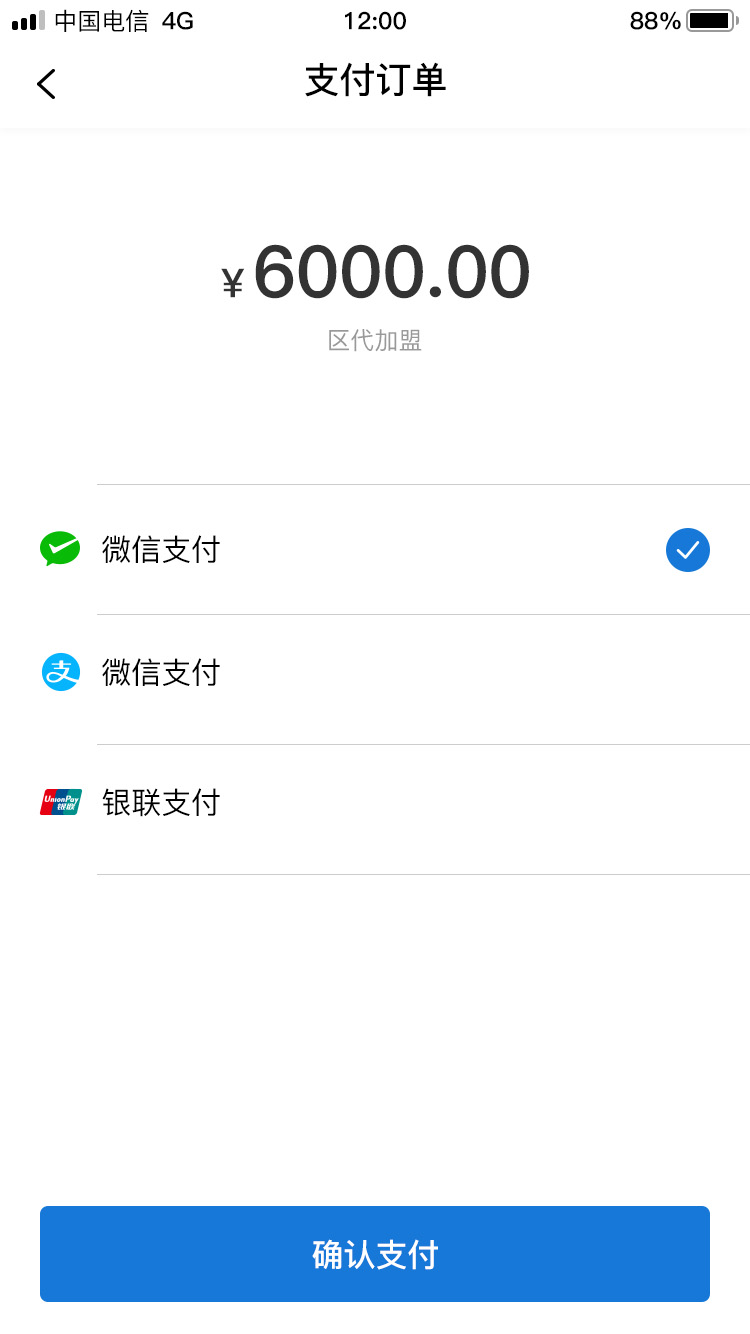 中国电信 4G 12:00 88%
支付订单
¥6000.00
区代加盟
微信支付
支 微信支付
UnionPay 银联 银联支付
确认支付